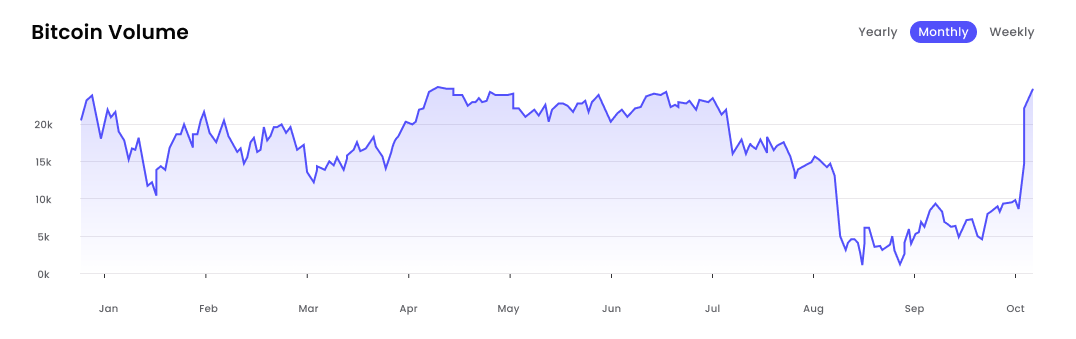 Bitcoin Volume
Yearly Monthly Weekly
20k
15k
10k
5k
0k
Jan Feb Mar Apr May Jun Jul Aug Sep Oct